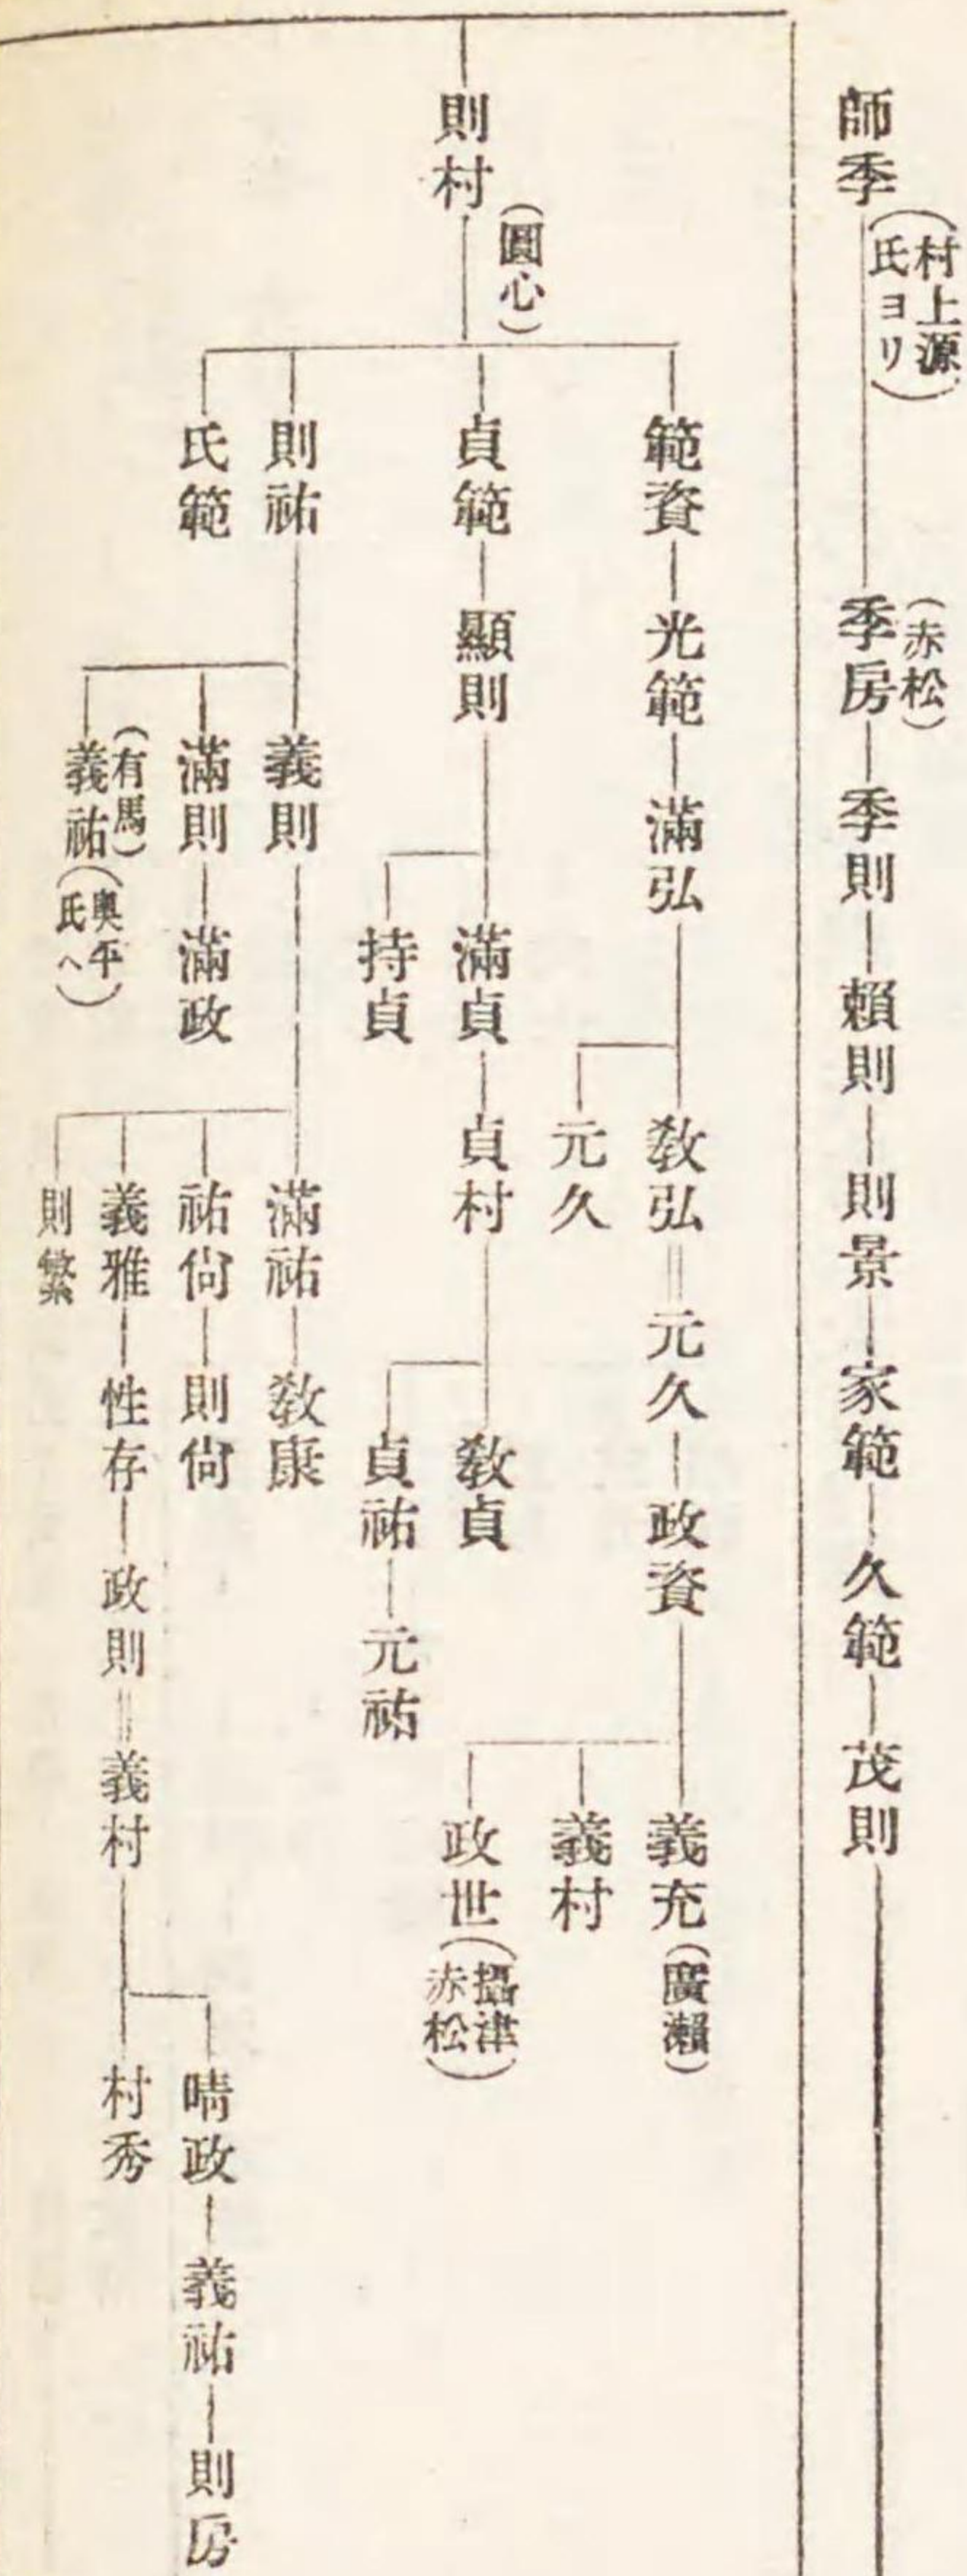 師季(村上源氏ヨリ)
季房(赤松)
季則
頼則
則景
家範
久範
茂則
則村(圓心)
範資
光範
滿弘
敎弘
元久
政資
義充(廣瀨)
義村
政世(攝津赤松)
元久
貞範
顯則
滿貞
貞村
敎貞
貞祐
元祐
持貞
則祐
義則
滿祐
敎康
祐尙
則尙
義雅
性存
政則
義村
晴政
義祐
則房
村秀
則繁
滿則
滿政
(有馬)
義祐(奥平氏ヘ)
氏範